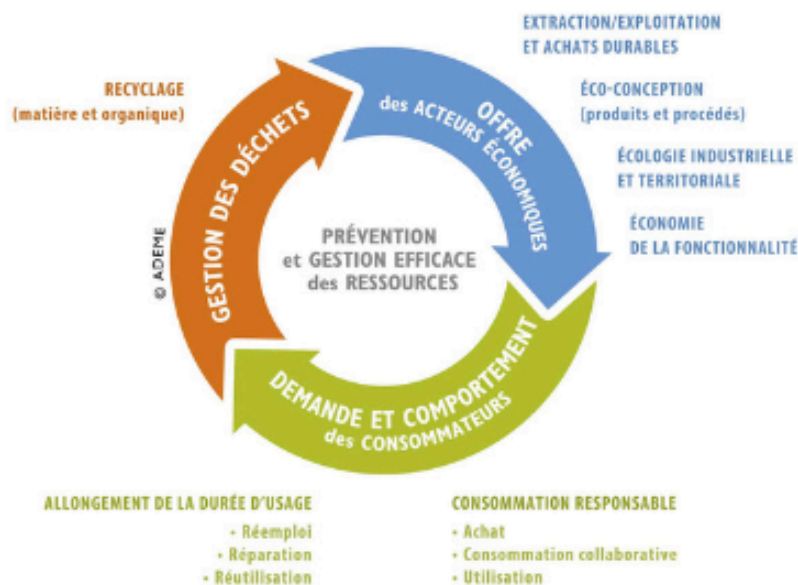 EXTRACTION/EXPLOITATION
ET ACHATS DURABLES
RECYCLAGE
(matière et organique)
ÉCO-CONCEPTION
(produits et procédés)
ÉCOLOGIE INDUSTRIELLE
ET TERRITORIALE
ÉCONOMIE
DE LA FONCTIONNALITÉ
OFFRE
des ACTEURS ÉCONOMIQUES
GESTION DES DÉCHETS
© ADEME
PRÉVENTION
et GESTION EFFICACE
des RESSOURCES
DEMANDE ET COMPORTEMENT
des CONSOMMATEURS
ALLONGEMENT DE LA DURÉE D'USAGE
• Réemploi
• Réparation
• Réutilisation
CONSOMMATION RESPONSABLE
• Achat
• Consommation collaborative
• Utilisation